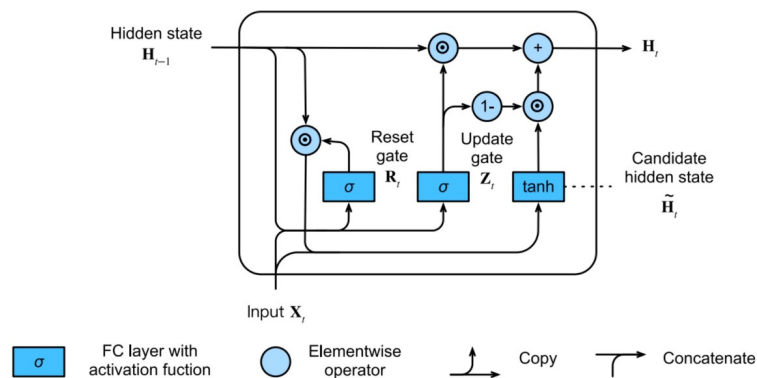 Hidden state
H_{t−1}
H_t
+
1-
Reset
gate
R_t
Update
gate
Z_t
σ
σ
tanh
Candidate
hidden state
H̃_t
Input X_t
σ
FC layer with
activation fuction
Elementwise
operator
Copy
Concatenate